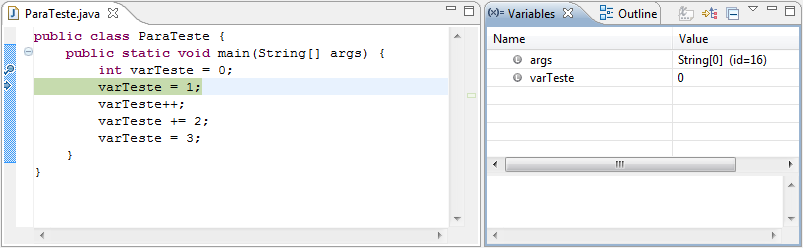 ParaTeste.java
public class ParaTeste {
public static void main(String[] args) {
int varTeste = 0;
varTeste = 1;
varTeste++;
varTeste += 2;
varTeste = 3;
}
}
(x)= Variables Outline
Name Value
args String[0] (id=16)
varTeste 0